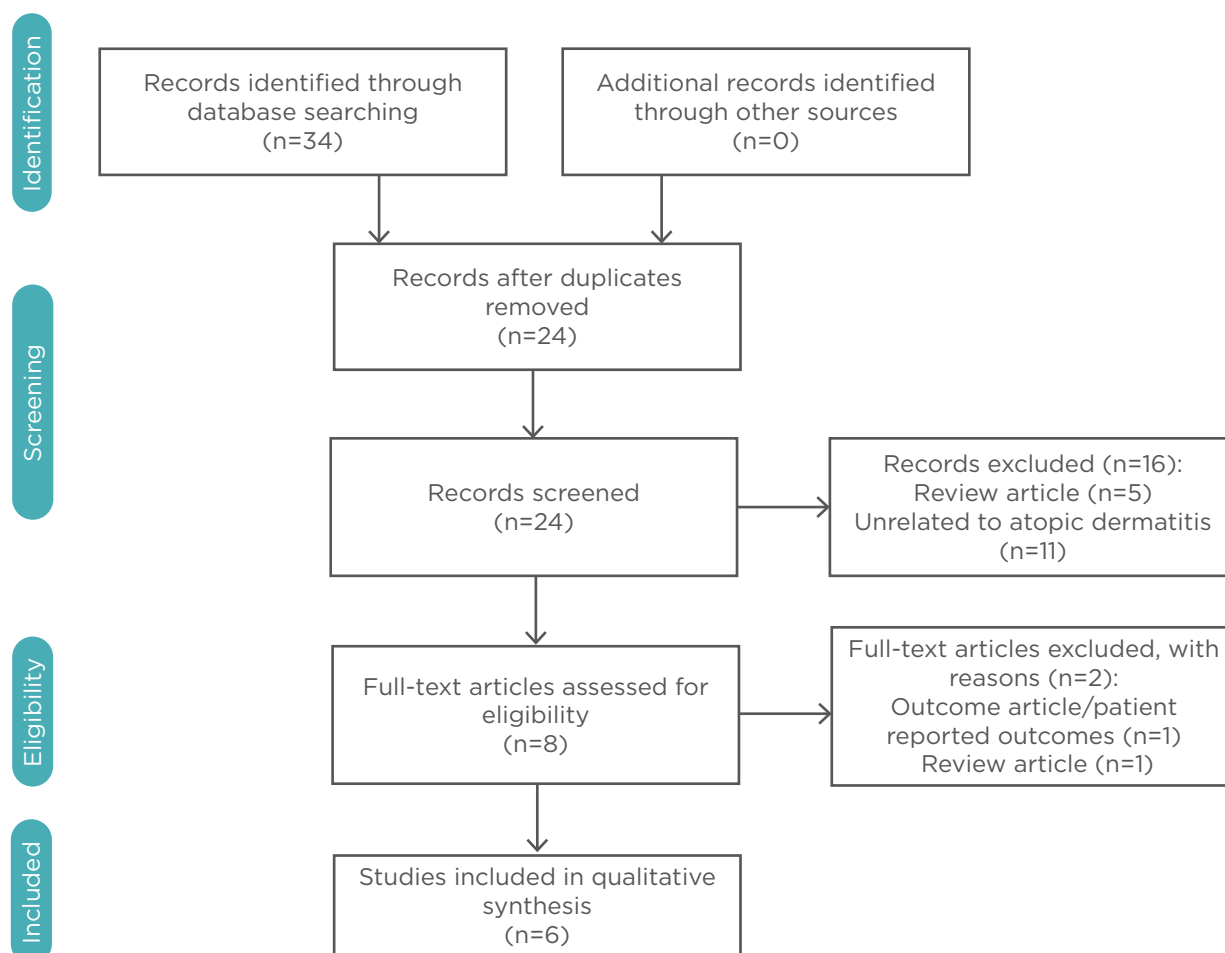 Identification
Records identified through
database searching
(n=34)
Additional records identified
through other sources
(n=0)
Screening
Records after duplicates
removed
(n=24)
Records screened
(n=24)
Records excluded (n=16):
Review article (n=5)
Unrelated to atopic dermatitis
(n=11)
Eligibility
Full-text articles assessed for
eligibility
(n=8)
Full-text articles excluded, with
reasons (n=2):
Outcome article/patient
reported outcomes (n=1)
Review article (n=1)
Included
Studies included in qualitative
synthesis
(n=6)